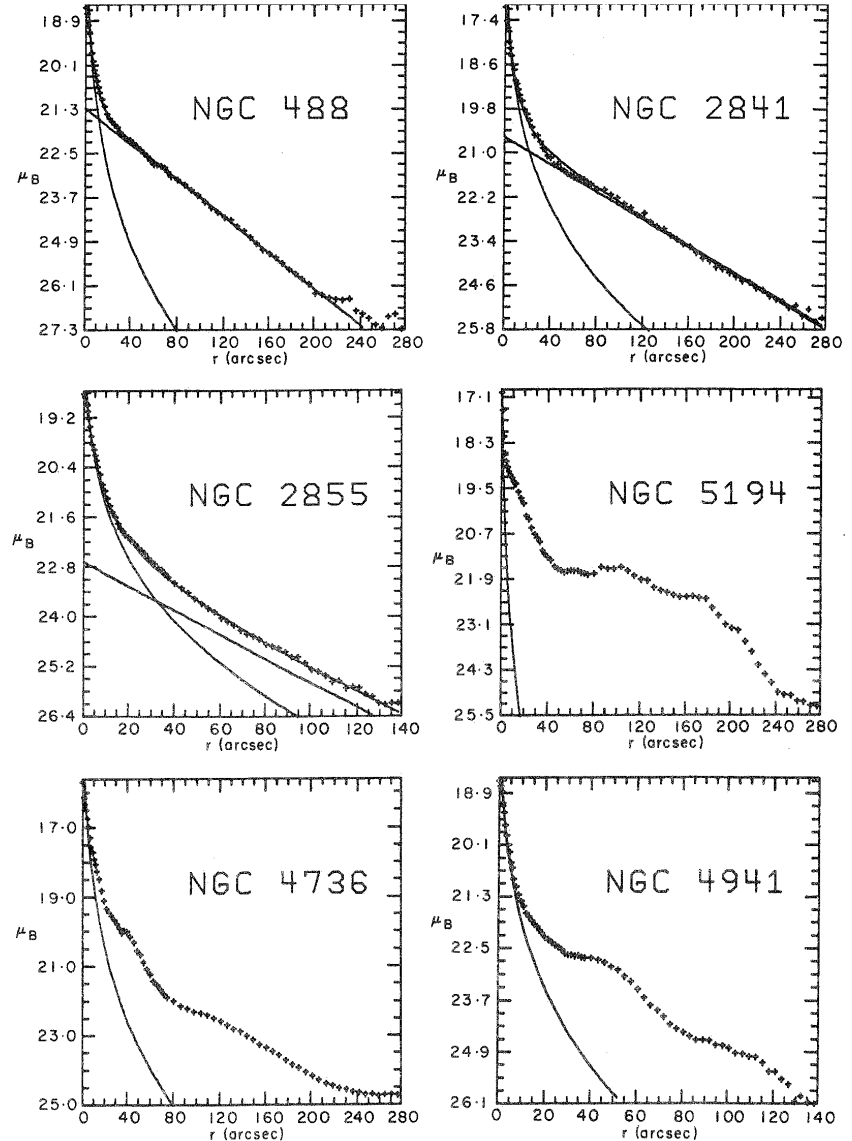 NGC 488
18·9
20·1
21·3
22·5
μB
23·7
24·9
26·1
27·3
0 40 80 120 160 200 240 280
r (arcsec)
NGC 2841
17·4
18·6
19·8
21·0
μB
22·2
23·4
24·6
25·8
0 40 80 120 160 200 240 280
r (arcsec)
NGC 2855
19·2
20·4
21·6
μB
22·8
24·0
25·2
26·4
0 20 40 60 80 100 120 140
r (arcsec)
NGC 5194
17·1
18·3
19·5
20·7
μB
21·9
23·1
24·3
25·5
0 40 80 120 160 200 240 280
r (arcsec)
NGC 4736
17·0
19·0
μB
21·0
23·0
25·0
0 40 80 120 160 200 240 280
r (arcsec)
NGC 4941
18·9
20·1
21·3
μB
22·5
23·7
24·9
26·1
0 20 40 60 80 100 120 140
r (arcsec)